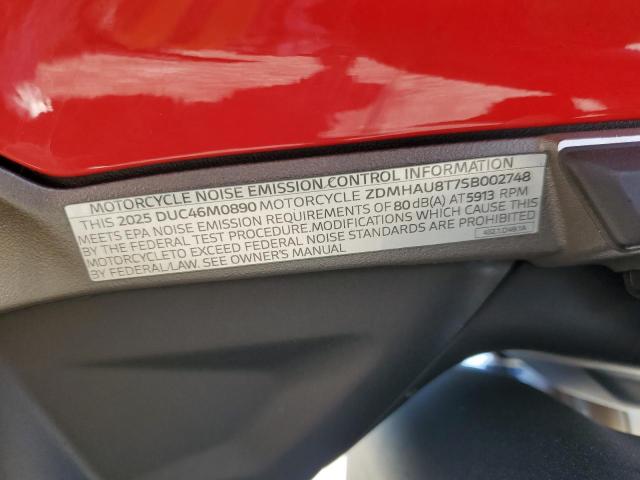 MOTORCYCLE NOISE EMISSION CONTROL INFORMATION
THIS 2025 DUC46M0890 MOTORCYCLE ZDMHAU8T7SB002748
MEETS EPA NOISE EMISSION REQUIREMENTS OF 80 dB(A) AT 5913 RPM
BY THE FEDERAL TEST PROCEDURE. MODIFICATIONS WHICH CAUSE THIS
MOTORCYCLE TO EXCEED FEDERAL NOISE STANDARDS ARE PROHIBITED
BY FEDERAL LAW. SEE OWNER'S MANUAL